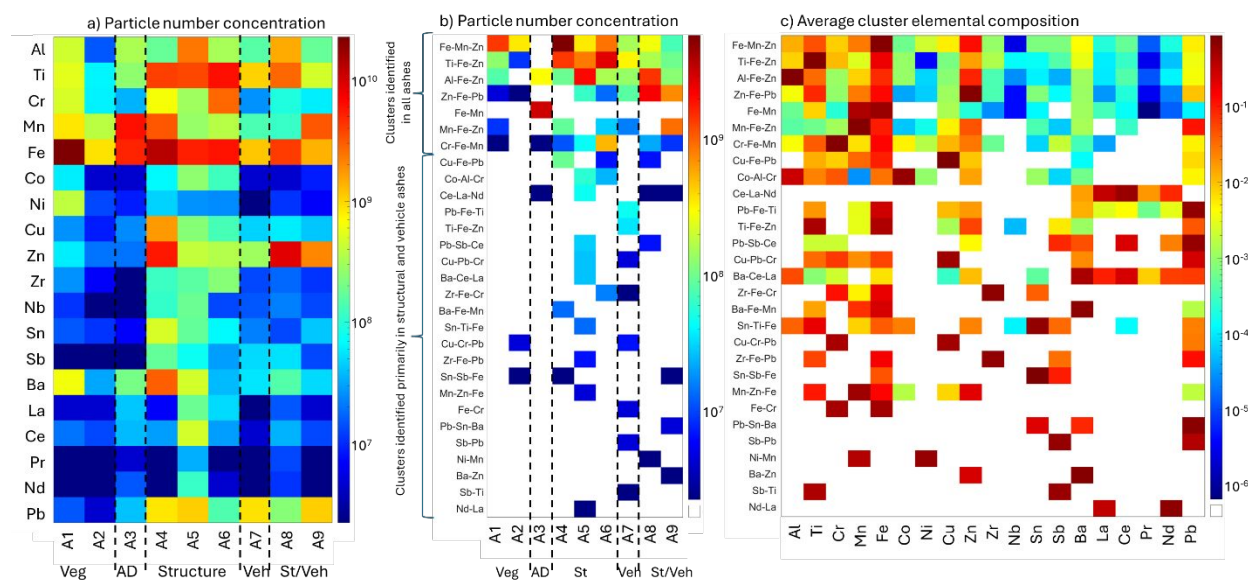 a) Particle number concentration
Al
Ti
Cr
Mn
Fe
Co
Ni
Cu
Zn
Zr
Nb
Sn
Sb
Ba
La
Ce
Pr
Nd
Pb
A1 A2 A3 A4 A5 A6 A7 A8 A9
Veg AD Structure Veh St/Veh
10^10
10^9
10^8
10^7
b) Particle number concentration
Clusters identified
in all ashes
Clusters identified primarily in structural and vehicle ashes
Fe-Mn-Zn
Ti-Fe-Zn
Al-Fe-Zn
Zn-Fe-Pb
Fe-Mn
Mn-Fe-Zn
Cr-Fe-Mn
Cu-Fe-Pb
Co-Al-Cr
Ce-La-Nd
Pb-Fe-Ti
Ti-Fe-Zn
Pb-Sb-Ce
Cu-Pb-Cr
Ba-Ce-La
Zr-Fe-Cr
Ba-Fe-Mn
Sn-Ti-Fe
Cu-Cr-Pb
Zr-Fe-Pb
Sn-Sb-Fe
Mn-Zn-Fe
Fe-Cr
Pb-Sn-Ba
Sb-Pb
Ni-Mn
Ba-Zn
Sb-Ti
Nd-La
A1 A2 A3 A4 A5 A6 A7 A8 A9
Veg AD St Veh St/Veh
10^9
10^8
10^7
c) Average cluster elemental composition
Fe-Mn-Zn
Ti-Fe-Zn
Al-Fe-Zn
Zn-Fe-Pb
Fe-Mn
Mn-Fe-Zn
Cr-Fe-Mn
Cu-Fe-Pb
Co-Al-Cr
Ce-La-Nd
Pb-Fe-Ti
Ti-Fe-Zn
Pb-Sb-Ce
Cu-Pb-Cr
Ba-Ce-La
Zr-Fe-Cr
Ba-Fe-Mn
Sn-Ti-Fe
Cu-Cr-Pb
Zr-Fe-Pb
Sn-Sb-Fe
Mn-Zn-Fe
Fe-Cr
Pb-Sn-Ba
Sb-Pb
Ni-Mn
Ba-Zn
Sb-Ti
Nd-La
Al Ti Cr Mn Fe Co Ni Cu Zn Zr Nb Sn Sb Ba La Ce Pr Nd Pb
10^-1
10^-2
10^-3
10^-4
10^-5
10^-6